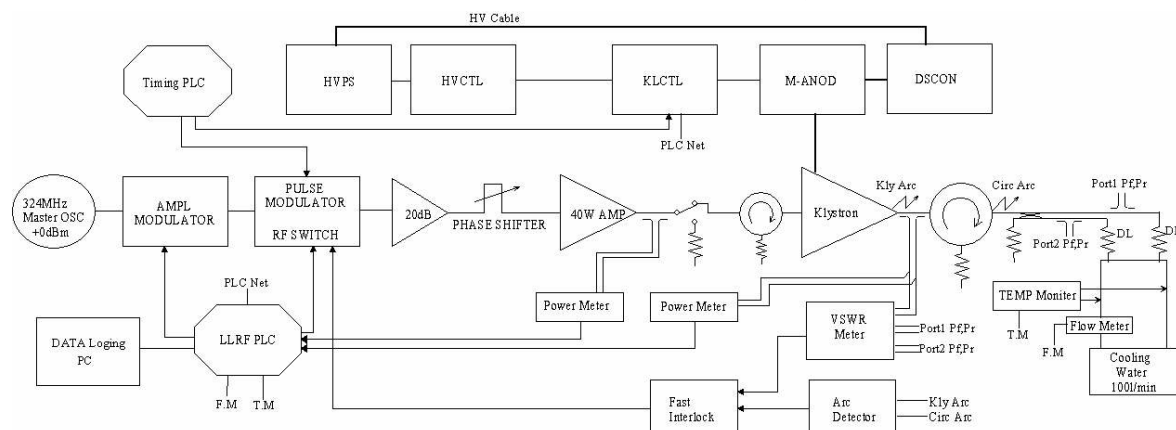 HV Cable
Timing PLC
HVPS
HVCTL
KLCTL
M-ANOD
DSCON
PLC Net
324MHz
Master OSC
+0dBm
AMPL
MODULATOR
PULSE
MODULATOR
RF SWITCH
20dB
PHASE SHIFTER
40W AMP
Klystron
Kly Arc
Circ Arc
Port1 Pf,Pr
Port2 Pf,Pr
DL
DL
PLC Net
Power Meter
Power Meter
TEMP Moniter
T.M
Flow Meter
F.M
Cooling
Water
100l/min
DATA Loging
PC
LLRF PLC
F.M
T.M
VSWR
Meter
Port1 Pf,Pr
Port2 Pf,Pr
Fast
Interlock
Arc
Detector
Kly Arc
Circ Arc